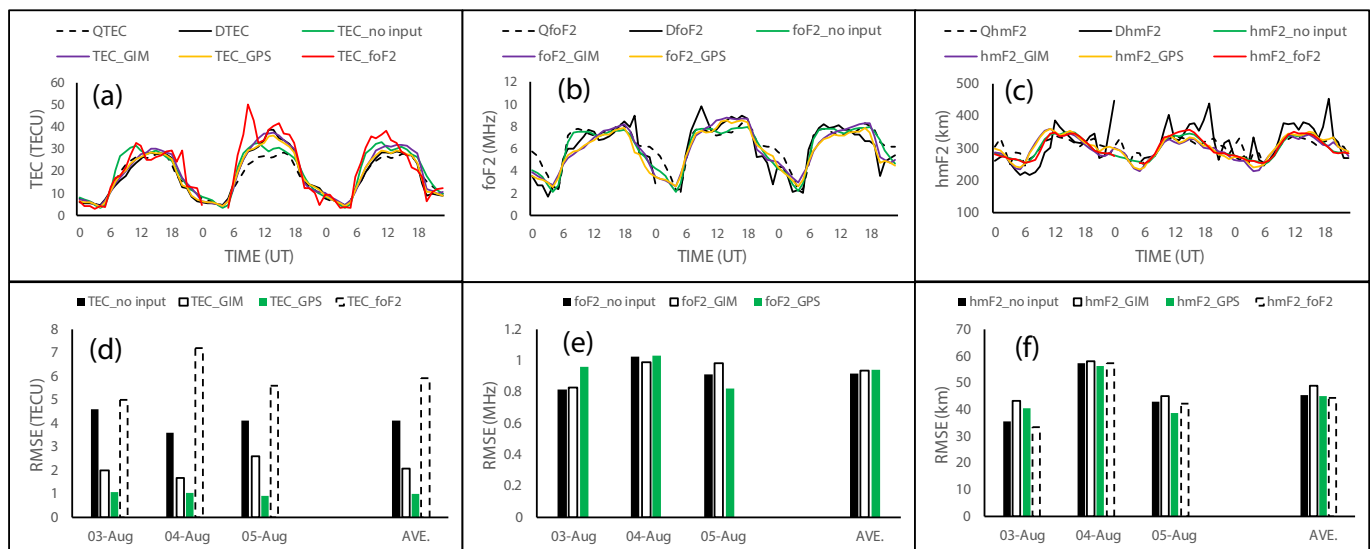 QTEC DTEC TEC_no input
TEC_GIM TEC_GPS TEC_foF2
(a)
TEC (TECU)
60
50
40
30
20
10
0
0 6 12 18 0 6 12 18 0 6 12 18
TIME (UT)
QfoF2 DfoF2 foF2_no input
foF2_GIM foF2_GPS
(b)
foF2 (MHz)
12
10
8
6
4
2
0
0 6 12 18 0 6 12 18 0 6 12 18
TIME (UT)
QhmF2 DhmF2 hmF2_no input
hmF2_GIM hmF2_GPS hmF2_foF2
(c)
hmF2 (km)
500
400
300
200
100
0 6 12 18 0 6 12 18 0 6 12 18
TIME (UT)
TEC_no input TEC_GIM TEC_GPS TEC_foF2
(d)
RMSE (TECU)
8
7
6
5
4
3
2
1
0
03-Aug 04-Aug 05-Aug AVE.
foF2_no input foF2_GIM foF2_GPS
(e)
RMSE (MHz)
1.2
1
0.8
0.6
0.4
0.2
0
03-Aug 04-Aug 05-Aug AVE.
hmF2_no input hmF2_GIM hmF2_GPS hmF2_foF2
(f)
RMSE (km)
70
60
50
40
30
20
10
0
03-Aug 04-Aug 05-Aug AVE.